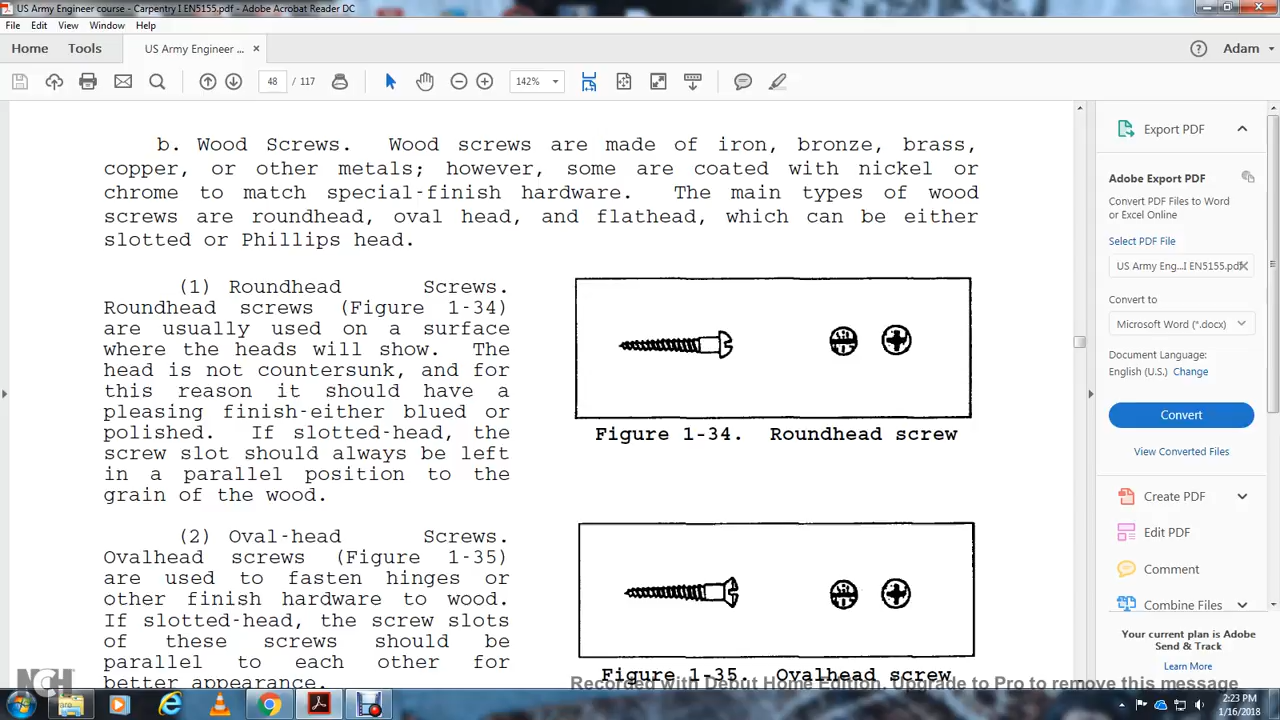 US Army Engineer course - Carpentry I EN5155.pdf - Adobe Acrobat Reader DC
File Edit View Window Help
Home Tools US Army Engineer ... × Adam
48 / 117 142%
b. Wood Screws. Wood screws are made of iron, bronze, brass,
copper, or other metals; however, some are coated with nickel or
chrome to match special-finish hardware. The main types of wood
screws are roundhead, oval head, and flathead, which can be either
slotted or Phillips head.
(1) Roundhead Screws.
Roundhead screws (Figure 1-34)
are usually used on a surface
where the heads will show. The
head is not countersunk, and for
this reason it should have a
pleasing finish-either blued or
polished. If slotted-head, the
screw slot should always be left
in a parallel position to the
grain of the wood.
Figure 1-34. Roundhead screw
(2) Oval-head Screws.
Ovalhead screws (Figure 1-35)
are used to fasten hinges or
other finish hardware to wood.
If slotted-head, the screw slots
of these screws should be
parallel to each other for
better appearance.
Figure 1-35. Ovalhead screw
Export PDF
Adobe Export PDF
Convert PDF Files to Word
or Excel Online
Select PDF File
US Army Eng...I EN5155.pdf
Convert to
Microsoft Word (*.docx)
Document Language:
English (U.S.) Change
Convert
View Converted Files
Create PDF
Edit PDF
Comment
Combine Files
Your current plan is Adobe
Send & Track
Learn More
NCH
Recorded with Debut Home Edition. Upgrade to Pro to remove this message
2:23 PM
1/16/2018